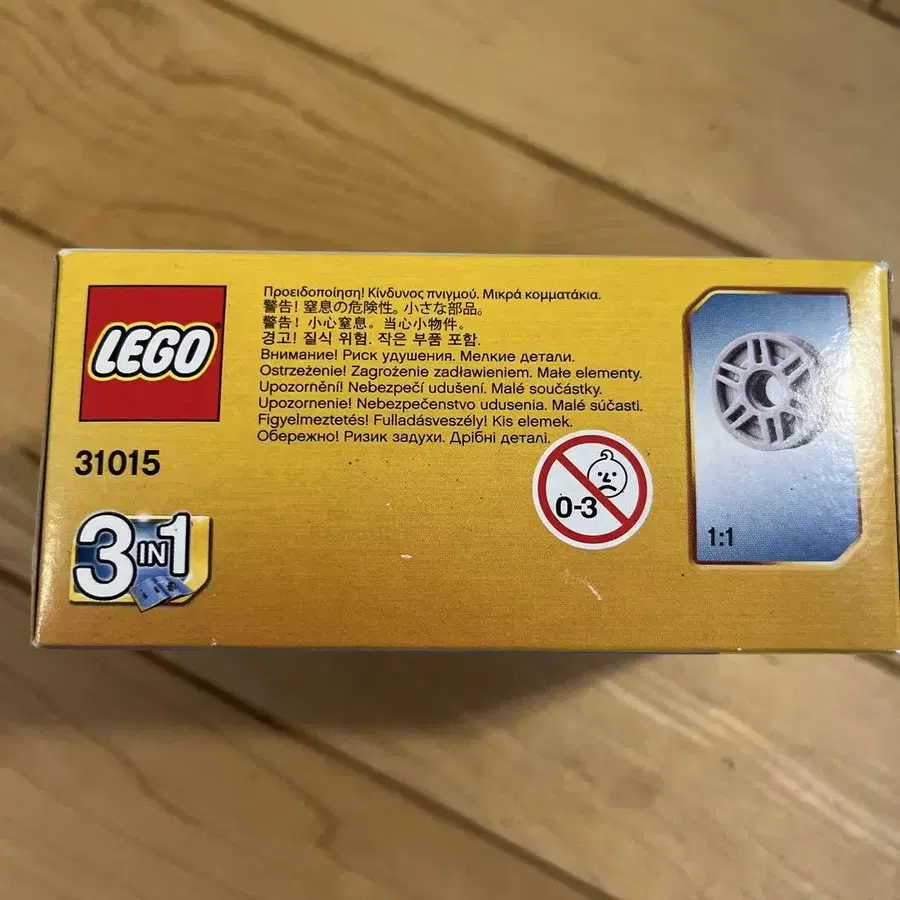 LEGO®
31015
3 IN 1
Προειδοποίηση! Κίνδυνος πνιγμού. Μικρά κομματάκια.
警告! 窒息の危険性。小さな部品。
警告! 小心窒息。当心小物件。
경고! 질식 위험. 작은 부품 포함.
Внимание! Риск удушения. Мелкие детали.
Ostrzeżenie! Zagrożenie zadławieniem. Małe elementy.
Upozornění! Nebezpečí udušení. Malé součástky.
Upozornenie! Nebezpečenstvo udusenia. Malé súčasti.
Figyelmeztetés! Fulladásveszély! Kis elemek.
Обережно! Ризик задухи. Дрібні деталі.
0-3
1:1